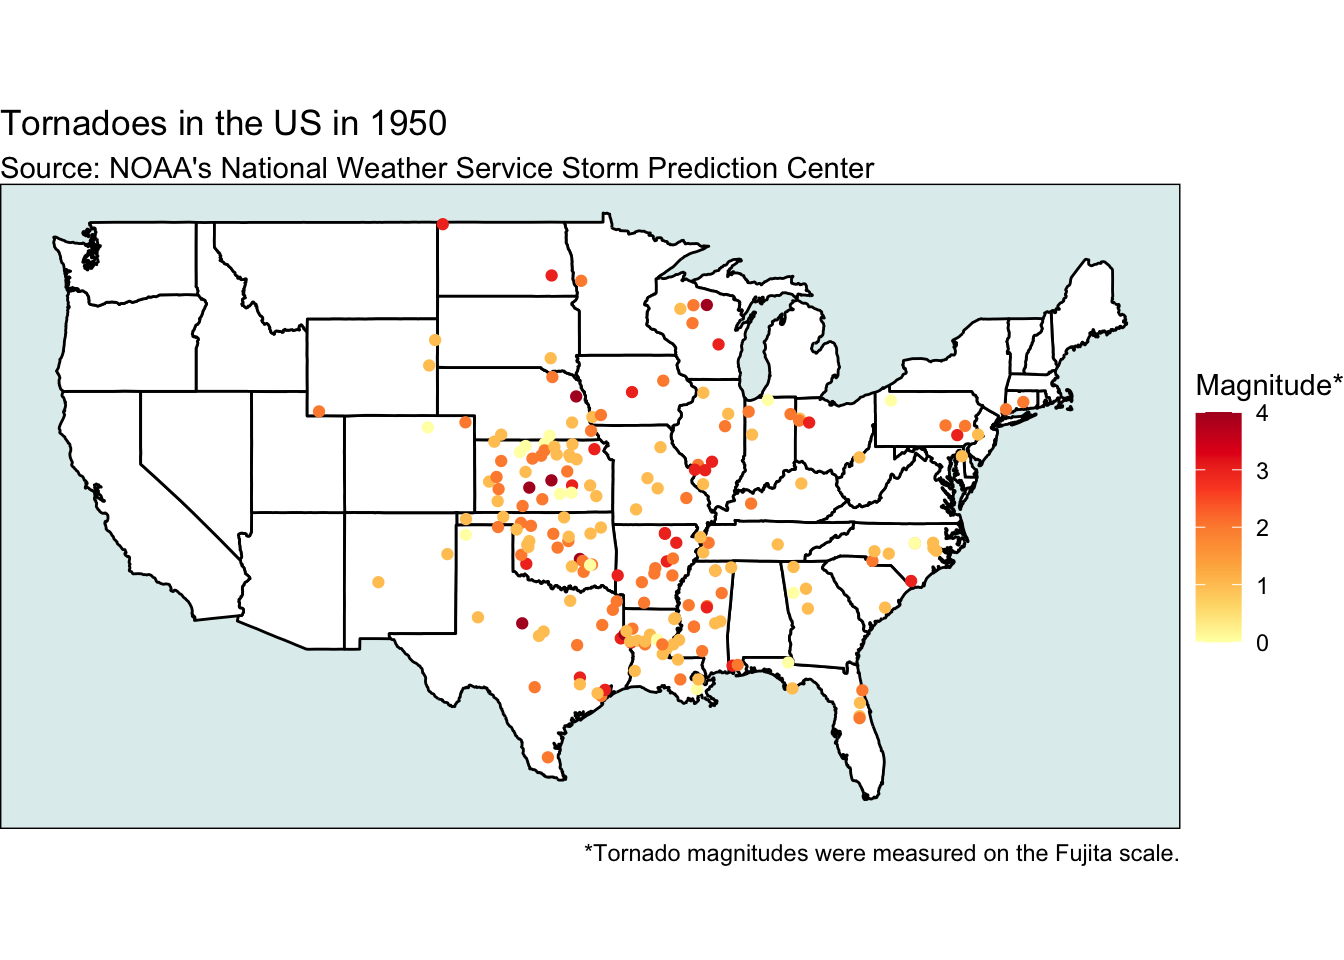 Tornadoes in the US in 1950
Source: NOAA's National Weather Service Storm Prediction Center
Magnitude*
4
3
2
1
0
*Tornado magnitudes were measured on the Fujita scale.